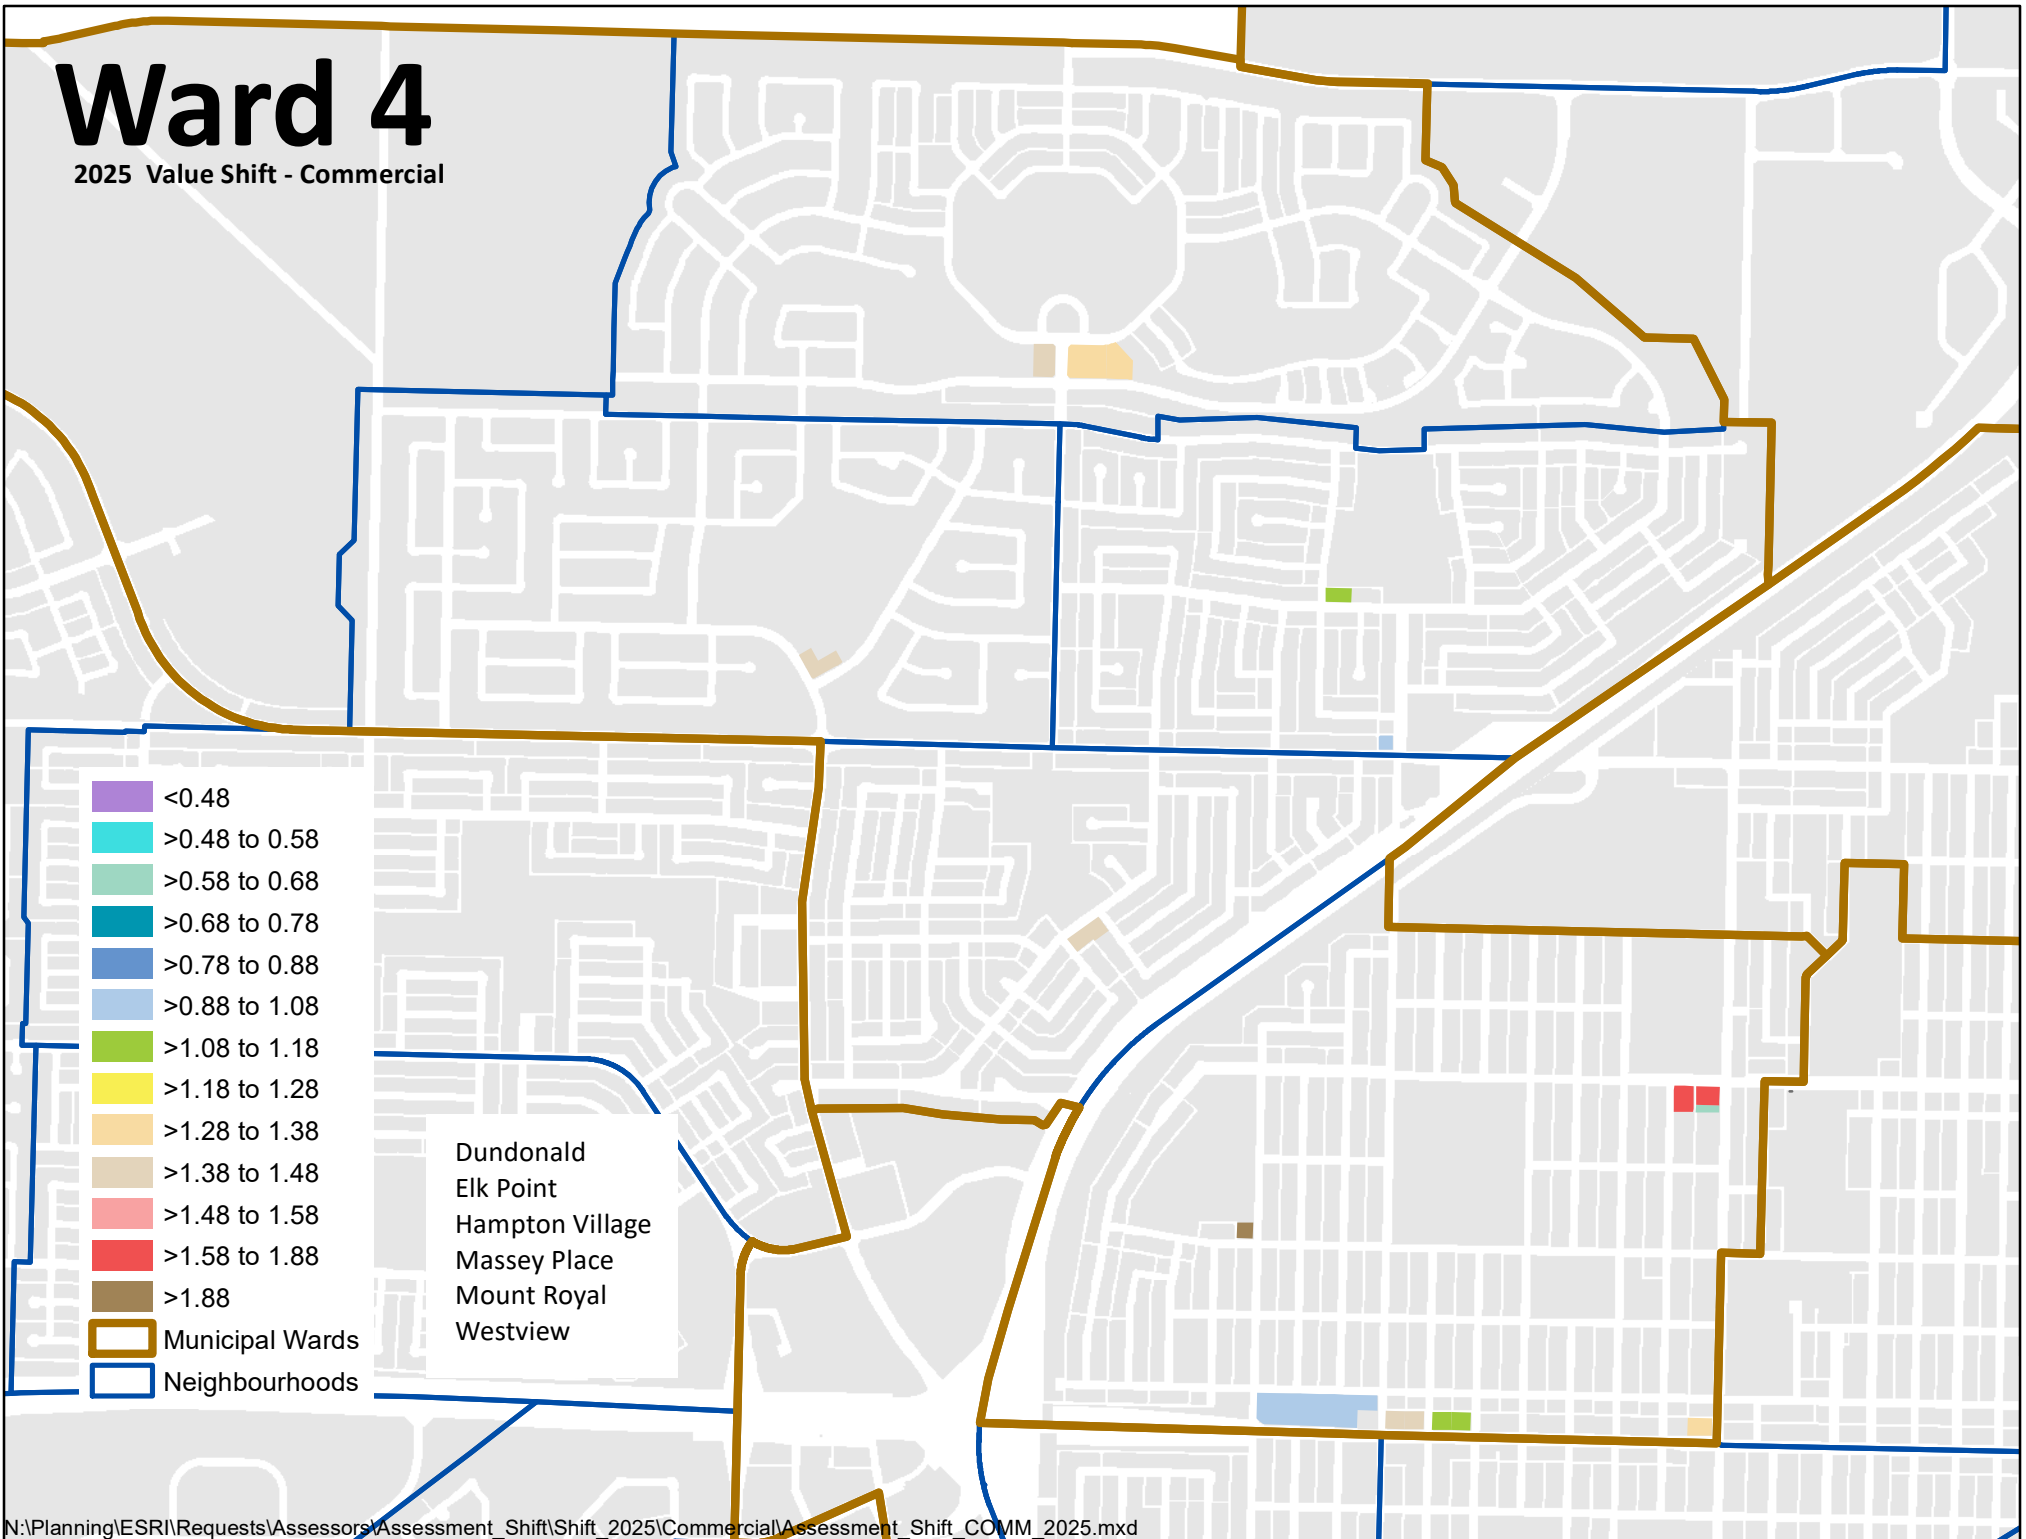 Ward 4
2025  Value Shift - Commercial
<0.48
>0.48 to 0.58
>0.58 to 0.68
>0.68 to 0.78
>0.78 to 0.88
>0.88 to 1.08
>1.08 to 1.18
>1.18 to 1.28
>1.28 to 1.38
>1.38 to 1.48
>1.48 to 1.58
>1.58 to 1.88
>1.88
Municipal Wards
Neighbourhoods
Dundonald
Elk Point
Hampton Village
Massey Place
Mount Royal
Westview
N:\Planning\ESRI\Requests\Assessors\Assessment_Shift\Shift_2025\Commercial\Assessment_Shift_COMM_2025.mxd